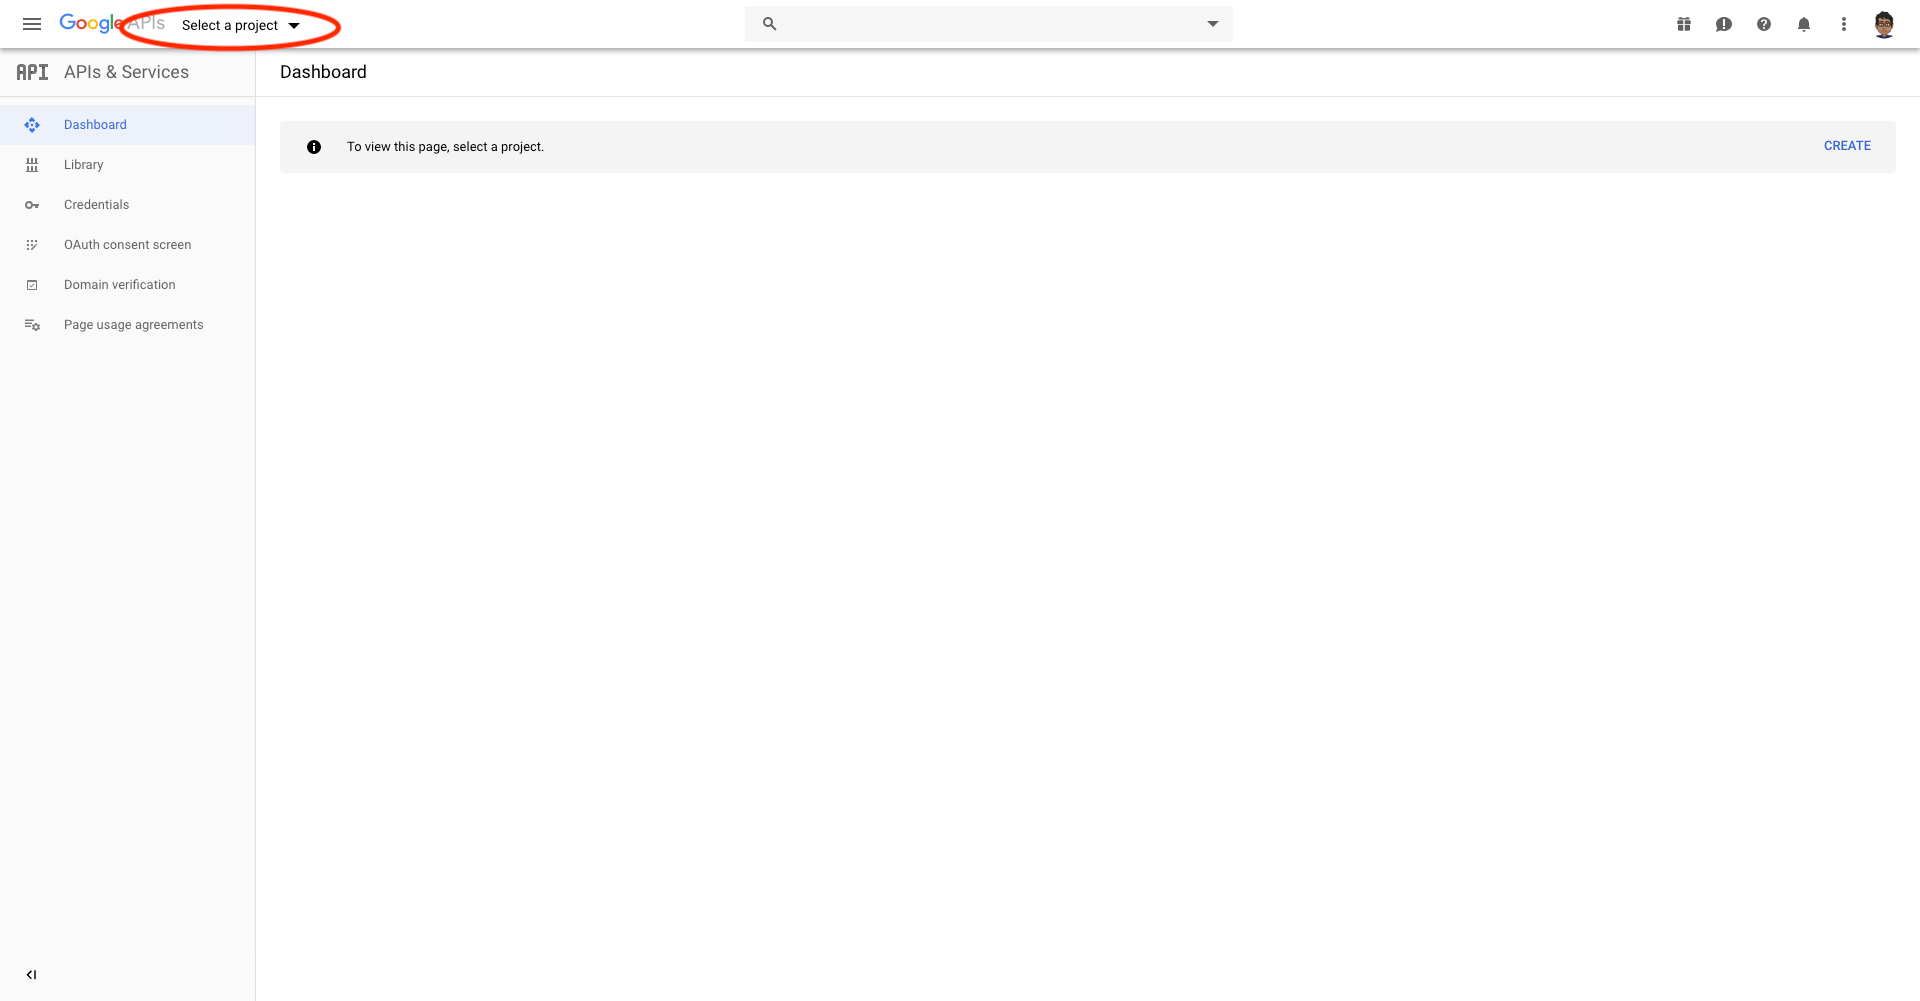 Google APIs Select a project
API APIs & Services
Dashboard
Dashboard
Library
Credentials
OAuth consent screen
Domain verification
Page usage agreements
To view this page, select a project.
CREATE